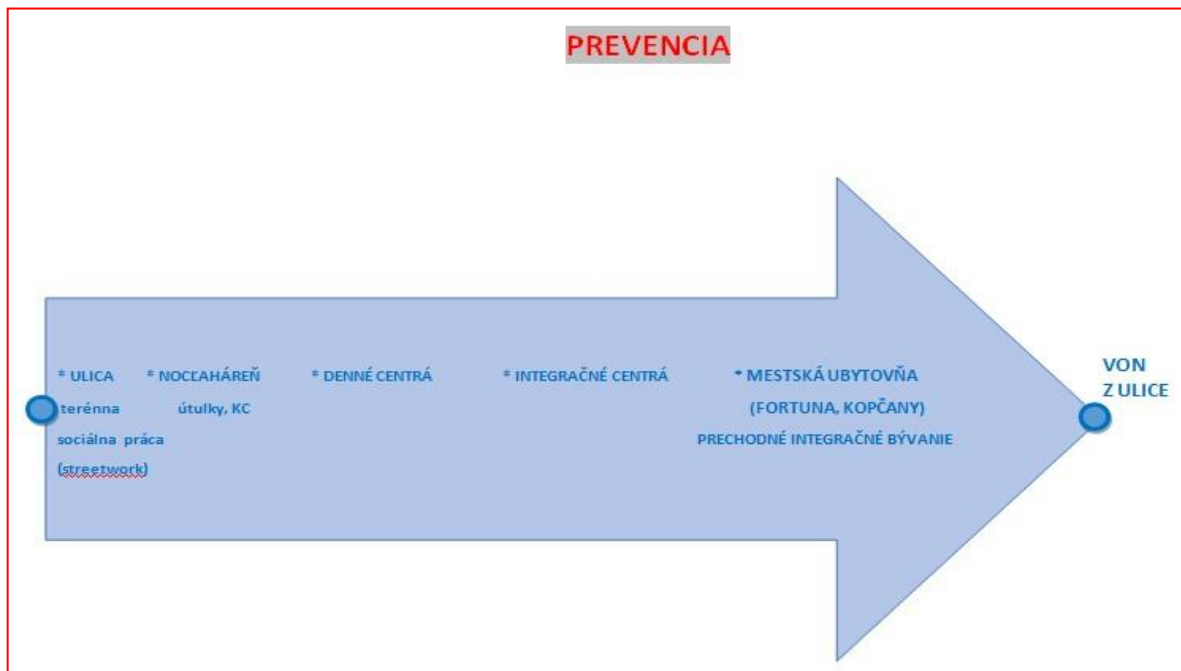 PREVENCIA
* ULICA
terénna
sociálna práca
(streetwork)
* NOCĽAHÁREŇ
útulky, KC
* DENNÉ CENTRÁ
* INTEGRAČNÉ CENTRÁ
* MESTSKÁ UBYTOVŇA
(FORTUNA, KOPČANY)
PRECHODNÉ INTEGRAČNÉ BÝVANIE
VON
Z ULICE